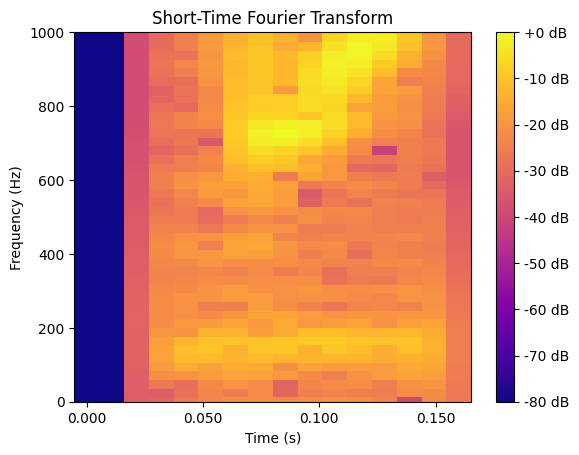 Short-Time Fourier Transform
1000
800
600
400
200
0
Frequency (Hz)
0.000
0.050
0.100
0.150
Time (s)
+0 dB
-10 dB
-20 dB
-30 dB
-40 dB
-50 dB
-60 dB
-70 dB
-80 dB